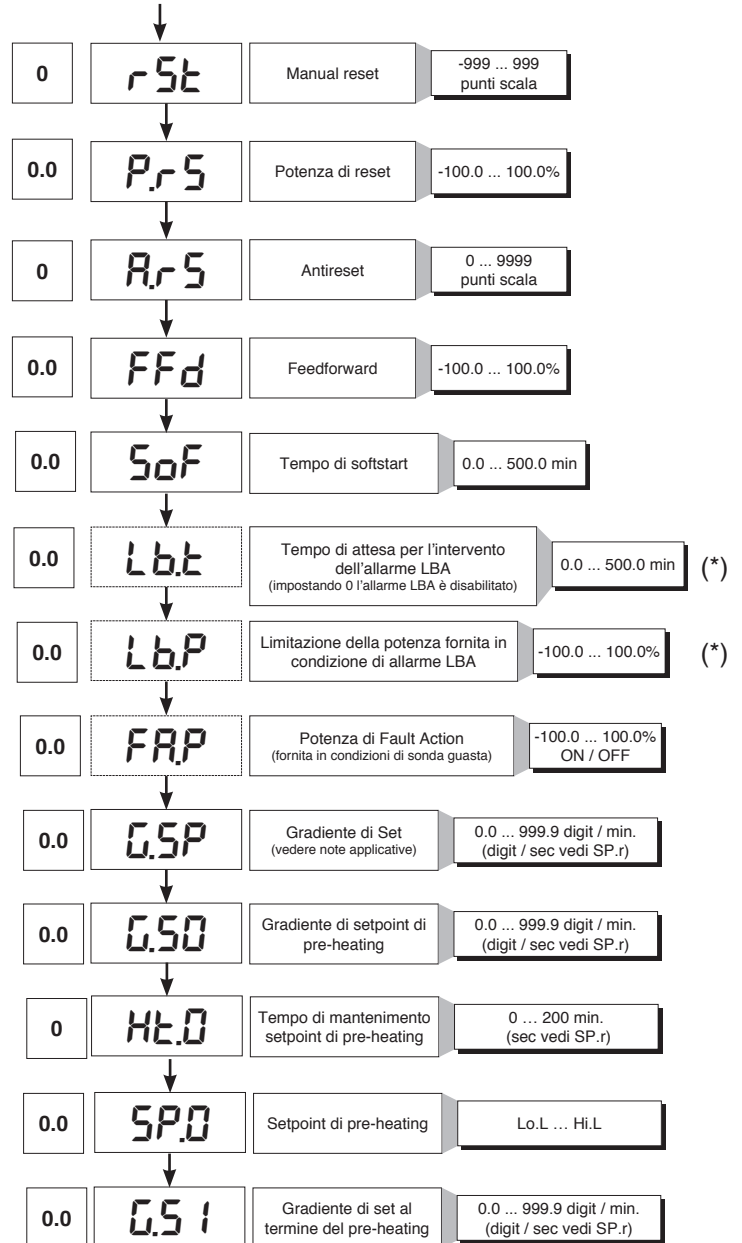 0
rSt
Manual reset
-999 ... 999
punti scala
0.0
P.rS
Potenza di reset
-100.0 ... 100.0%
0
A.rS
Antireset
0 ... 9999
punti scala
0.0
FFd
Feedforward
-100.0 ... 100.0%
0.0
SoF
Tempo di softstart
0.0 ... 500.0 min
0.0
Lb.t
Tempo di attesa per l'intervento
dell'allarme LBA
(impostando 0 l'allarme LBA è disabilitato)
0.0 ... 500.0 min
(*)
0.0
Lb.P
Limitazione della potenza fornita in
condizione di allarme LBA
-100.0 ... 100.0%
(*)
0.0
FA.P
Potenza di Fault Action
(fornita in condizioni di sonda guasta)
-100.0 ... 100.0%
ON / OFF
0.0
G.SP
Gradiente di Set
(vedere note applicative)
0.0 ... 999.9 digit / min.
(digit / sec vedi SP.r)
0.0
G.S0
Gradiente di setpoint di
pre-heating
0.0 ... 999.9 digit / min.
(digit / sec vedi SP.r)
0
Ht.0
Tempo di mantenimento
setpoint di pre-heating
0 … 200 min.
(sec vedi SP.r)
0.0
SP.0
Setpoint di pre-heating
Lo.L … Hi.L
0.0
G.S1
Gradiente di set al
termine del pre-heating
0.0 ... 999.9 digit / min.
(digit / sec vedi SP.r)